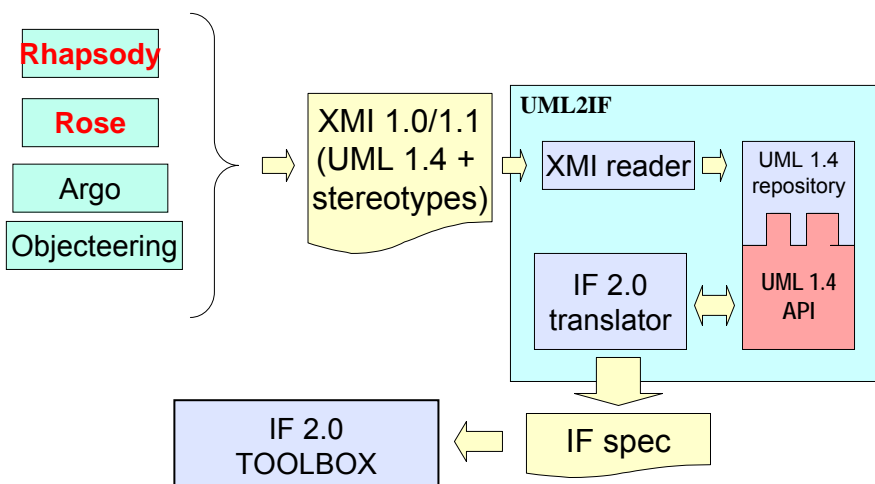 Rhapsody
Rose
Argo
Objecteering
XMI 1.0/1.1
(UML 1.4 +
stereotypes)
UML2IF
XMI reader
UML 1.4
repository
IF 2.0
translator
UML 1.4
API
IF spec
IF 2.0
TOOLBOX